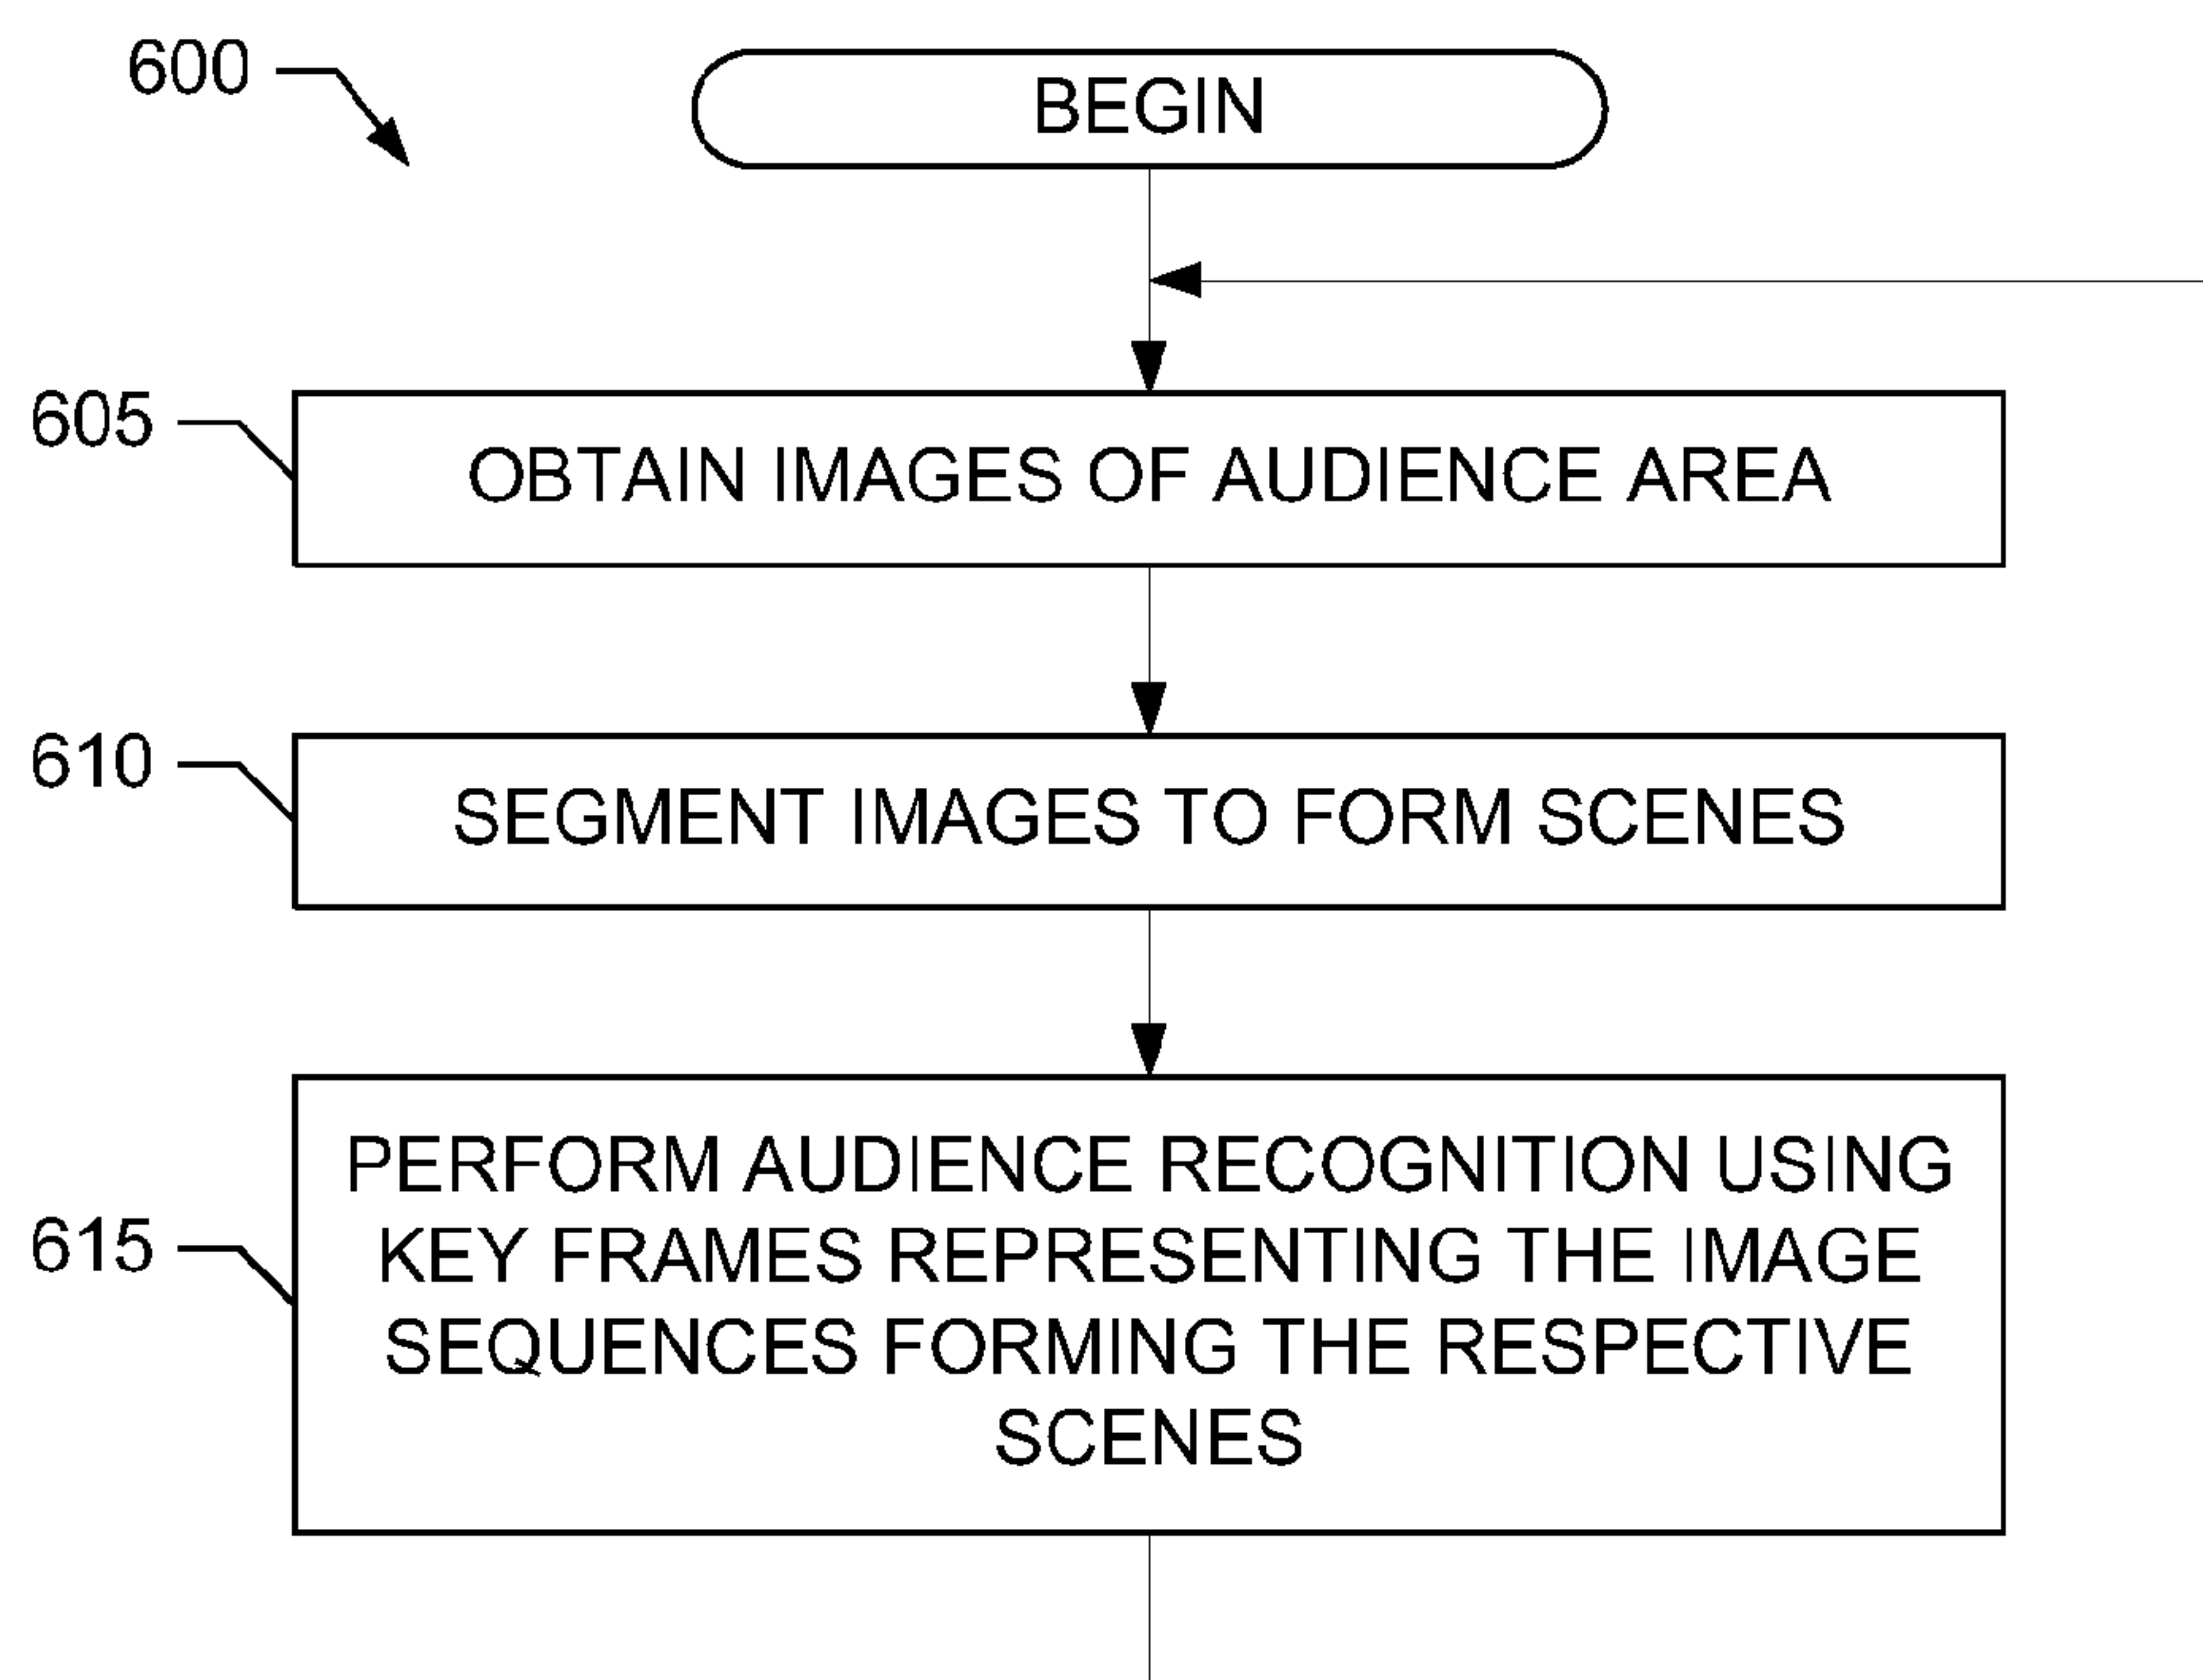 600
BEGIN
605
OBTAIN IMAGES OF AUDIENCE AREA
610
SEGMENT IMAGES TO FORM SCENES
615
PERFORM AUDIENCE RECOGNITION USING
KEY FRAMES REPRESENTING THE IMAGE
SEQUENCES FORMING THE RESPECTIVE
SCENES